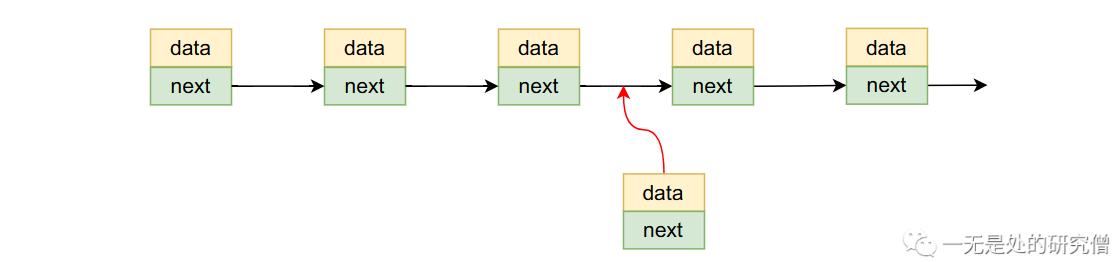 data data data data data
next next next next next
data
next
一无是处的研究僧